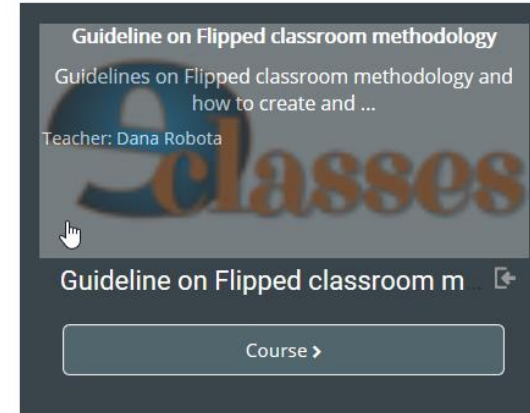 Guideline on Flipped classroom methodology
Guidelines on Flipped classroom methodology and
how to create and ...
Teacher: Dana Robota
eclasses
Guideline on Flipped classroom m...
Course